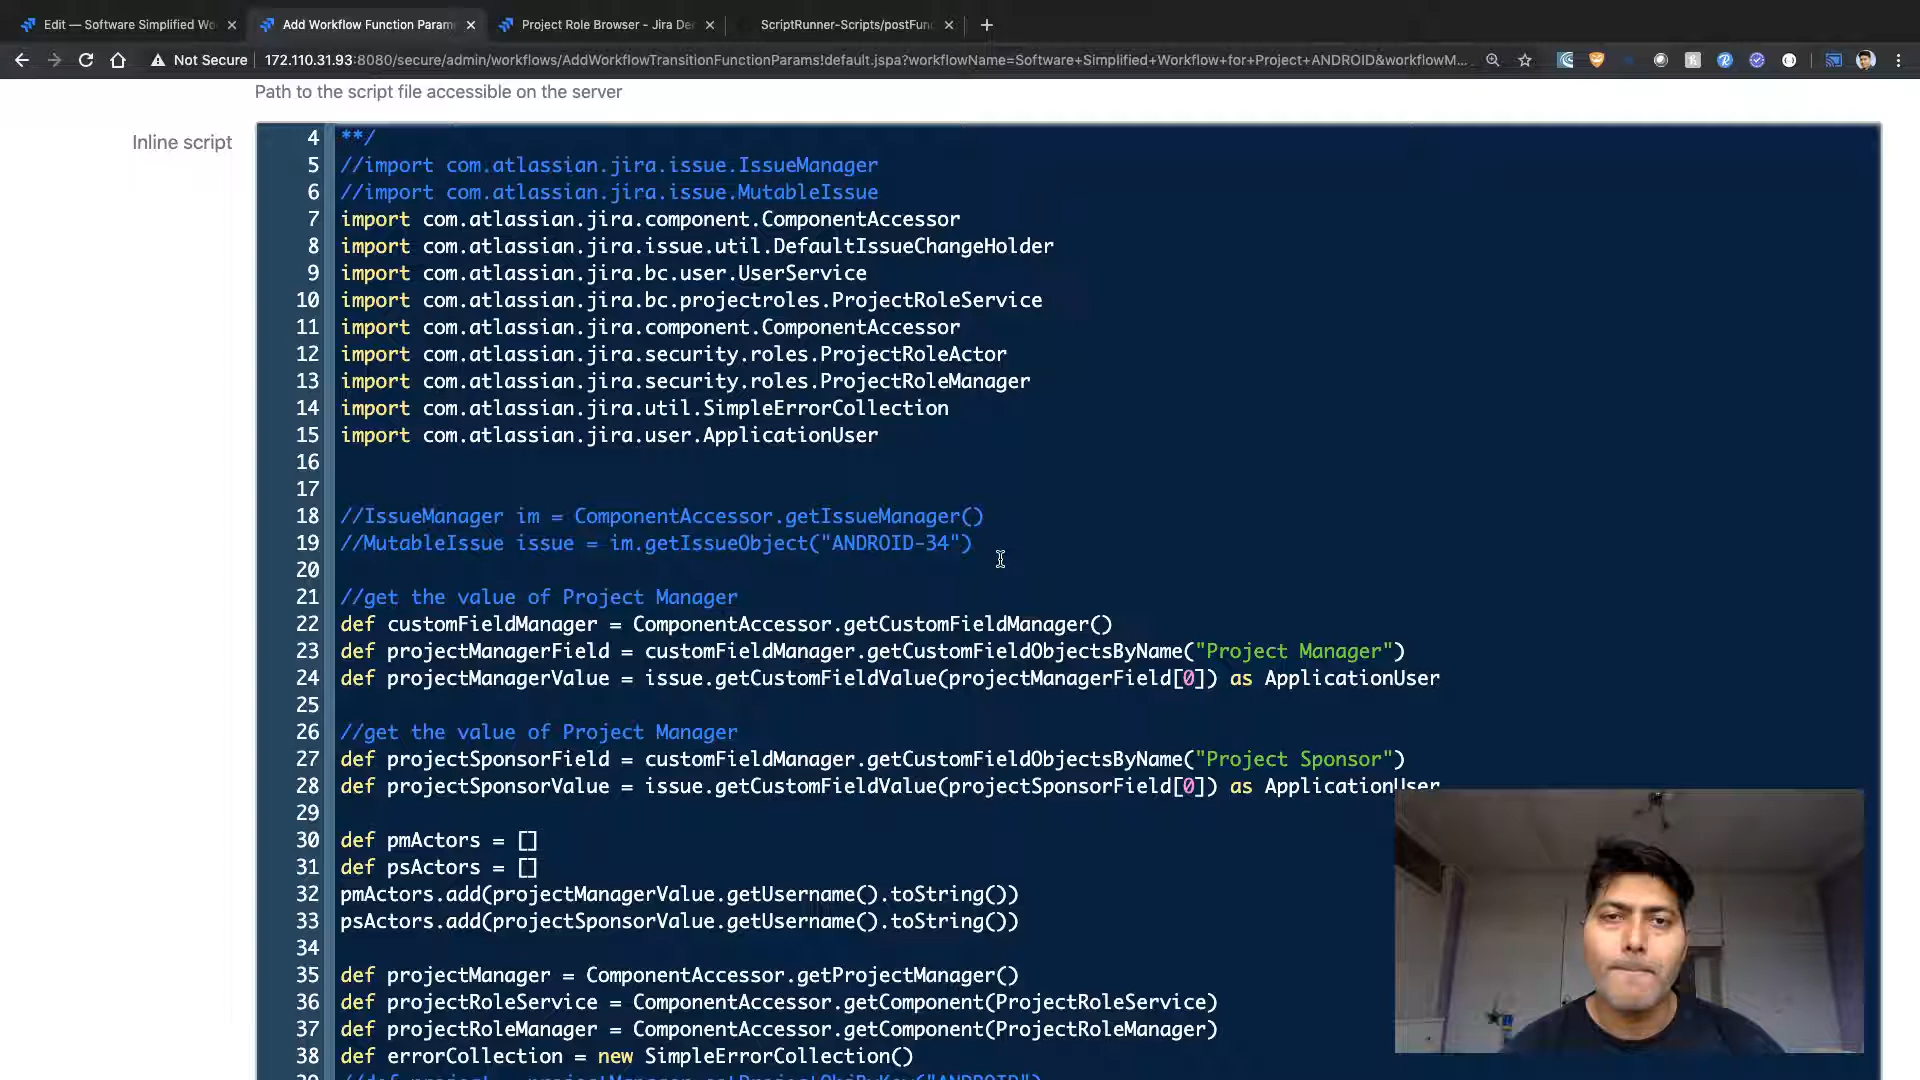 Edit — Software Simplified Wo
Add Workflow Function Param
Project Role Browser - Jira De
ScriptRunner-Scripts/postFun
Not Secure
172.110.31.93:8080/secure/admin/workflows/AddWorkflowTransitionFunctionParams!default.jspa?workflowName=Software+Simplified+Workflow+for+Project+ANDROID&workflowM...
Path to the script file accessible on the server
Inline script
4 **/
5 //import com.atlassian.jira.issue.IssueManager
6 //import com.atlassian.jira.issue.MutableIssue
7 import com.atlassian.jira.component.ComponentAccessor
8 import com.atlassian.jira.issue.util.DefaultIssueChangeHolder
9 import com.atlassian.jira.bc.user.UserService
10 import com.atlassian.jira.bc.projectroles.ProjectRoleService
11 import com.atlassian.jira.component.ComponentAccessor
12 import com.atlassian.jira.security.roles.ProjectRoleActor
13 import com.atlassian.jira.security.roles.ProjectRoleManager
14 import com.atlassian.jira.util.SimpleErrorCollection
15 import com.atlassian.jira.user.ApplicationUser
16
17
18 //IssueManager im = ComponentAccessor.getIssueManager()
19 //MutableIssue issue = im.getIssueObject("ANDROID-34")
20
21 //get the value of Project Manager
22 def customFieldManager = ComponentAccessor.getCustomFieldManager()
23 def projectManagerField = customFieldManager.getCustomFieldObjectsByName("Project Manager")
24 def projectManagerValue = issue.getCustomFieldValue(projectManagerField[0]) as ApplicationUser
25
26 //get the value of Project Manager
27 def projectSponsorField = customFieldManager.getCustomFieldObjectsByName("Project Sponsor")
28 def projectSponsorValue = issue.getCustomFieldValue(projectSponsorField[0]) as ApplicationUser
29
30 def pmActors = []
31 def psActors = []
32 pmActors.add(projectManagerValue.getUsername().toString())
33 psActors.add(projectSponsorValue.getUsername().toString())
34
35 def projectManager = ComponentAccessor.getProjectManager()
36 def projectRoleService = ComponentAccessor.getComponent(ProjectRoleService)
37 def projectRoleManager = ComponentAccessor.getComponent(ProjectRoleManager)
38 def errorCollection = new SimpleErrorCollection()